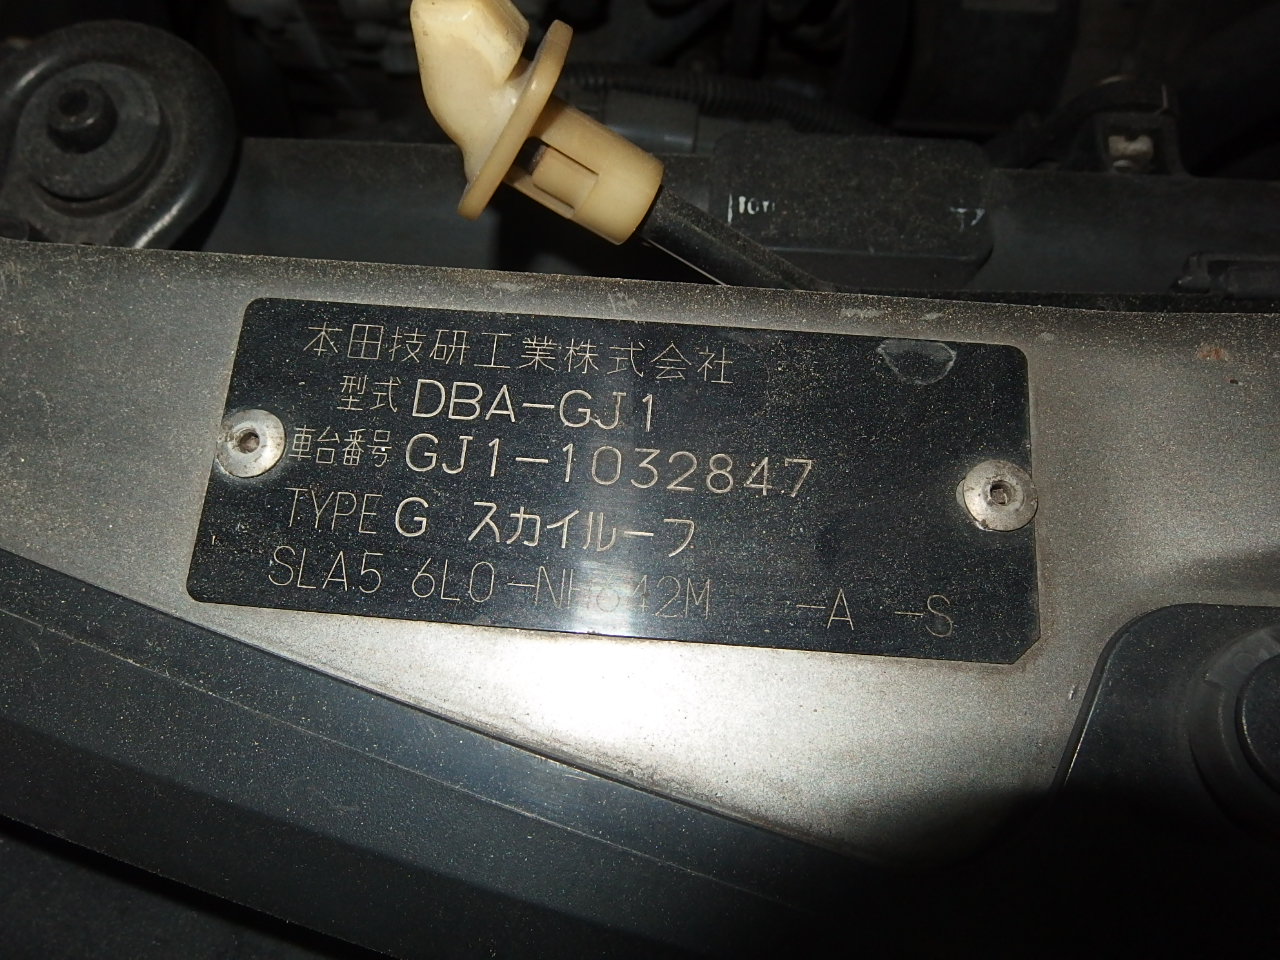 本田技研工業株式会社
型式 DBA-GJ1
車台番号 GJ1-1032847
TYPE G スカイルーフ
SLA5 6L0-NH642M -A -S